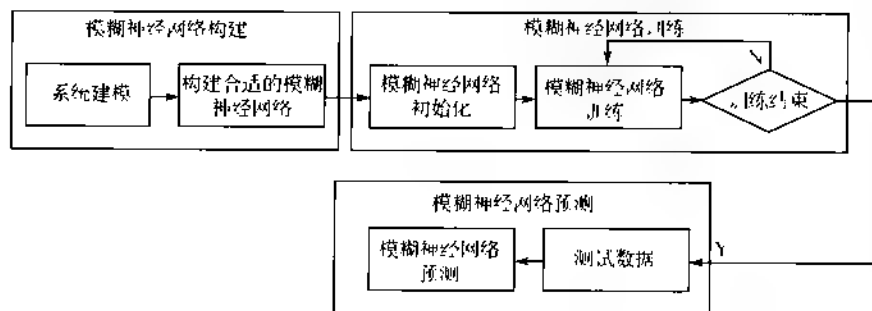 模糊神经网络构建
模糊神经网络训练
系统建模
构建合适的模糊
神经网络
模糊神经网络
初始化
模糊神经网络
训练
训练结束
N
模糊神经网络预测
模糊神经网络
预测
测试数据
Y